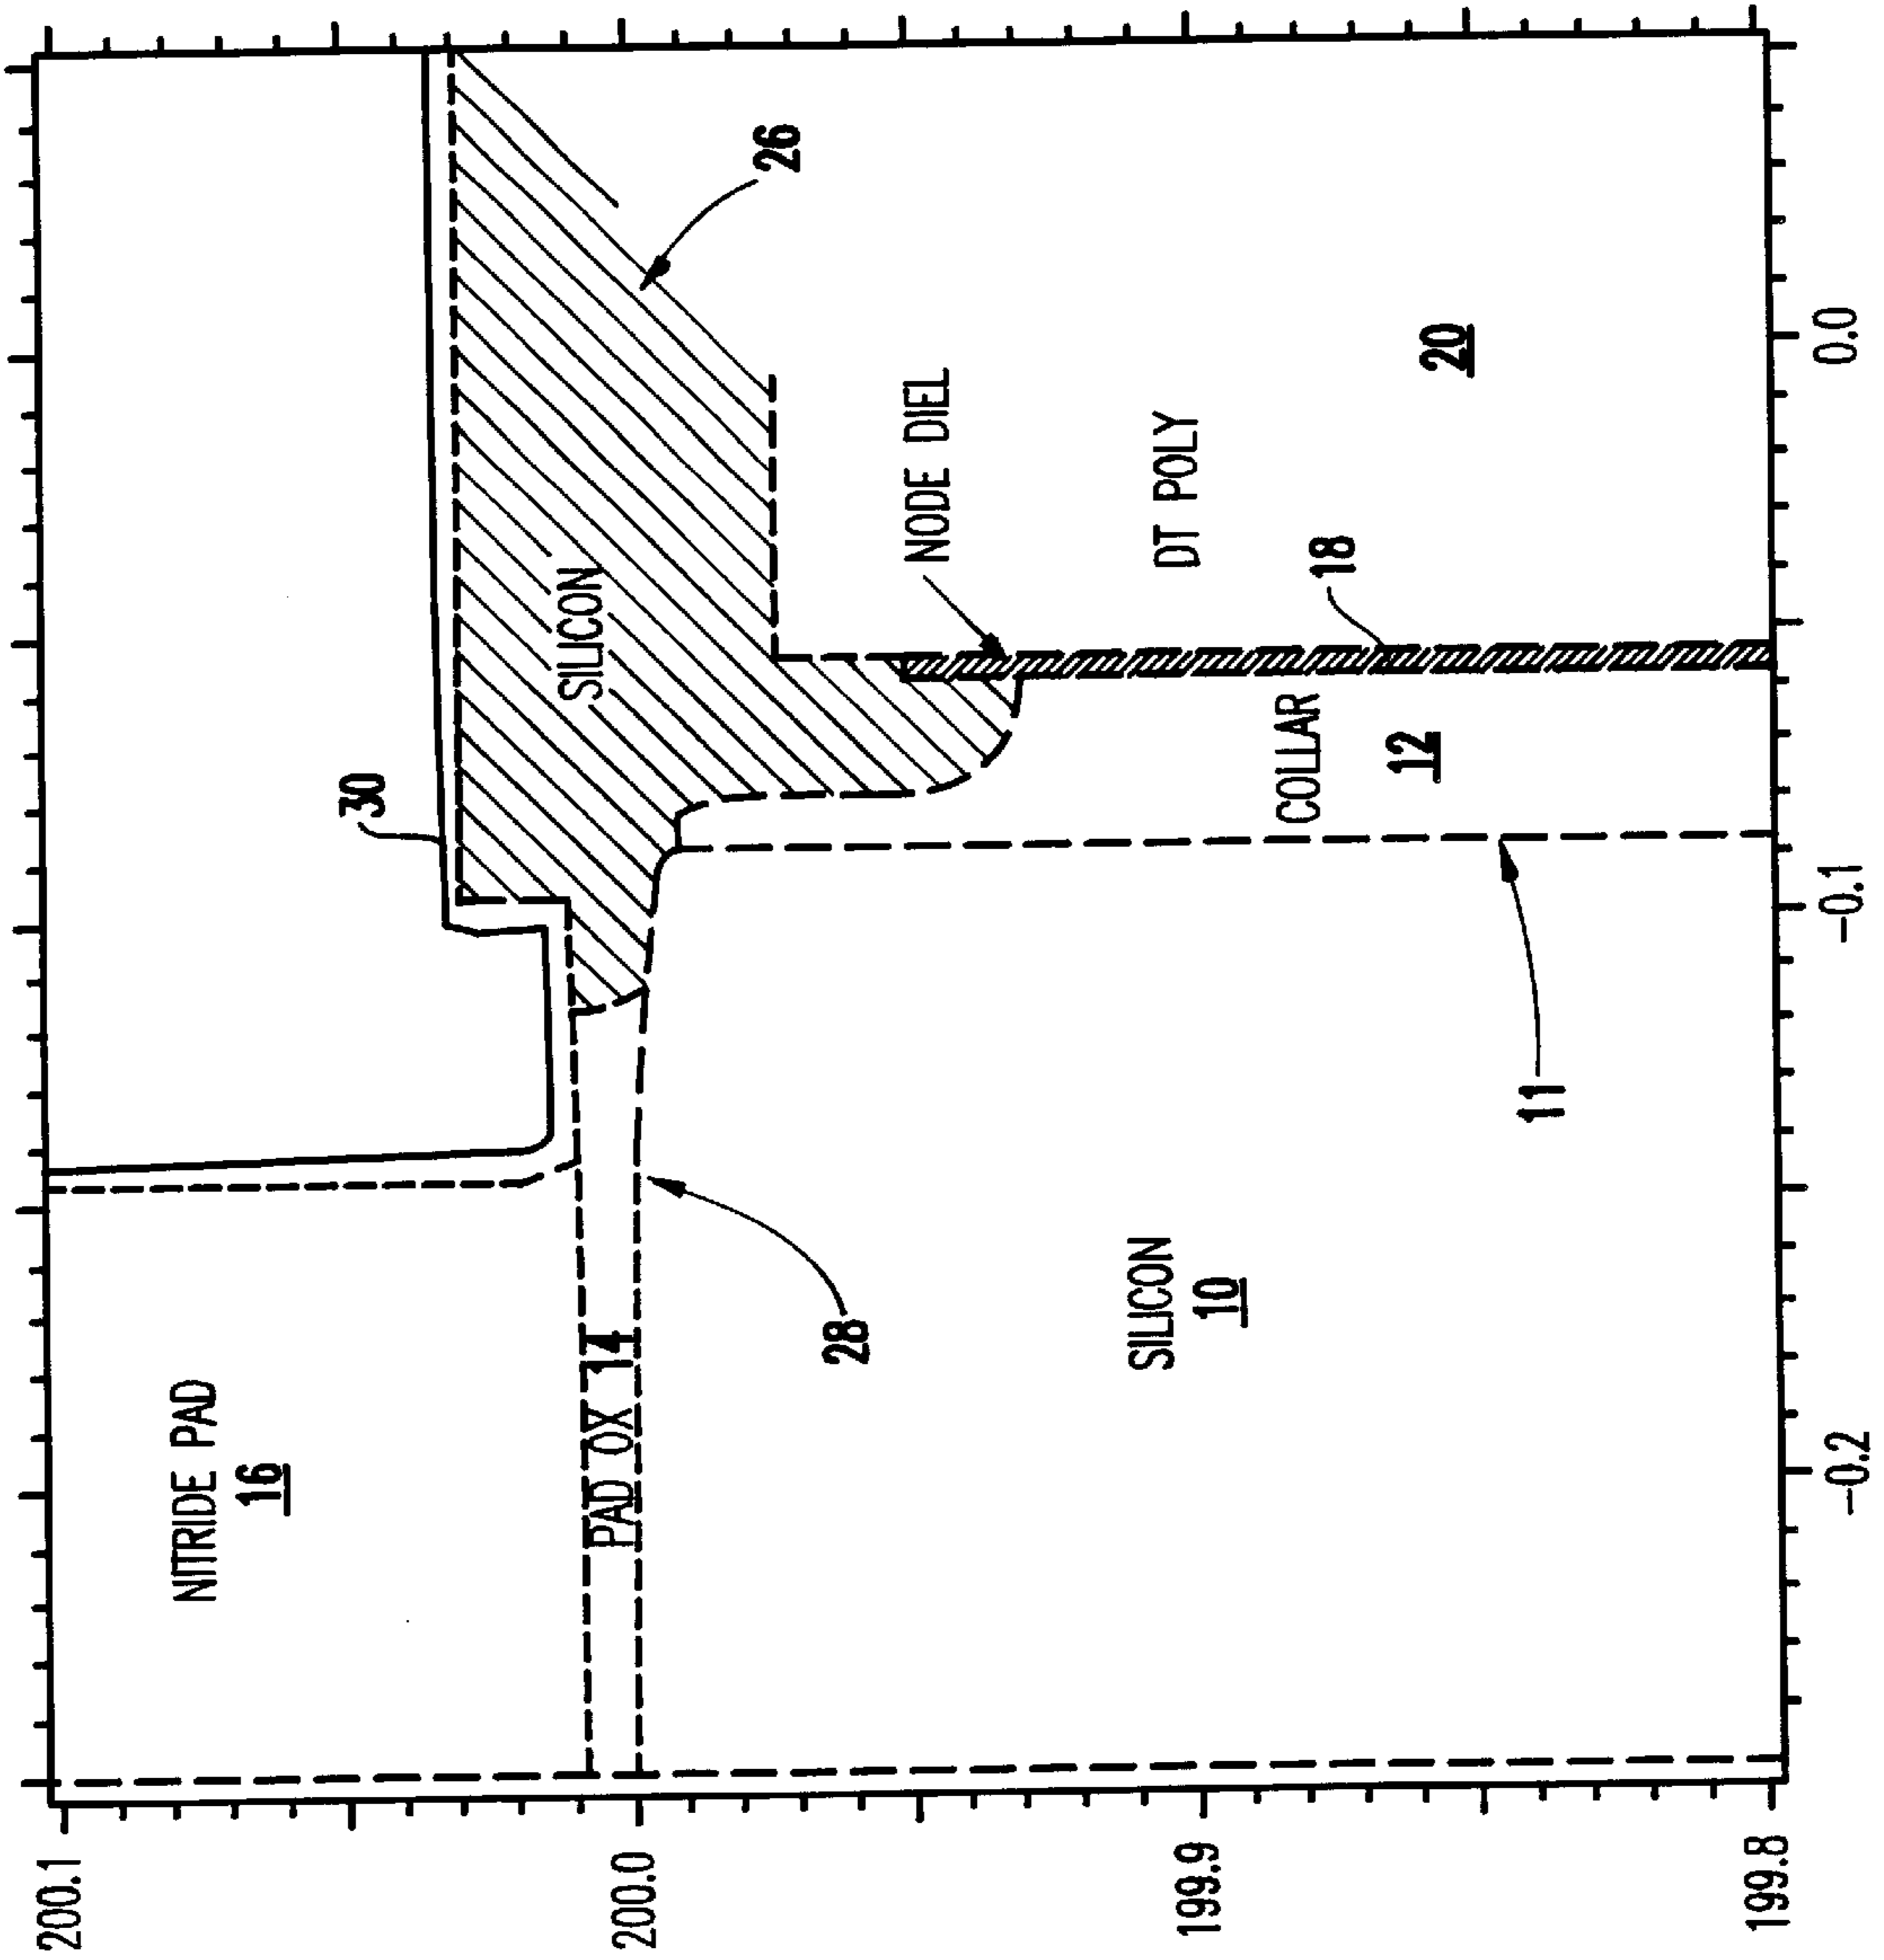 NITRIDE PAD
16
PAD OX 14
30
SILICON
26
NODE DIEL
DT POLY
20
18
COLLAR
12
11
28
SILICON
10
200.1
200.0
199.9
199.8
-0.2
-0.1
0.0